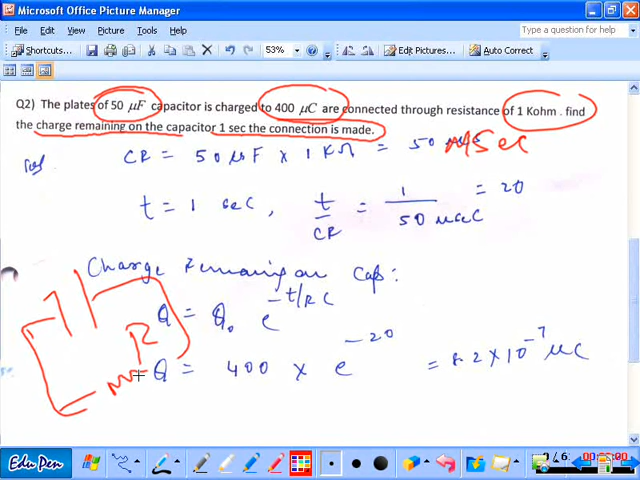 Microsoft Office Picture Manager
File Edit View Picture Tools Help Type a question for help
Shortcuts... 53% Edit Pictures... Auto Correct
Q2) The plates of 50 μF capacitor is charged to 400 μC are connected through resistance of 1 Kohm . find
the charge remaining on the capacitor 1 sec the connection is made.
CR = 50 μF × 1 KΩ = 50 mSec
t = 1 sec , t/CR = 1/50 msec = 20
Charge Remaining on Cap:
Q = Q₀ e^-t/RC
R
Q = 400 × e^-20 = 8.2 × 10^-7 μC
Edu Pen